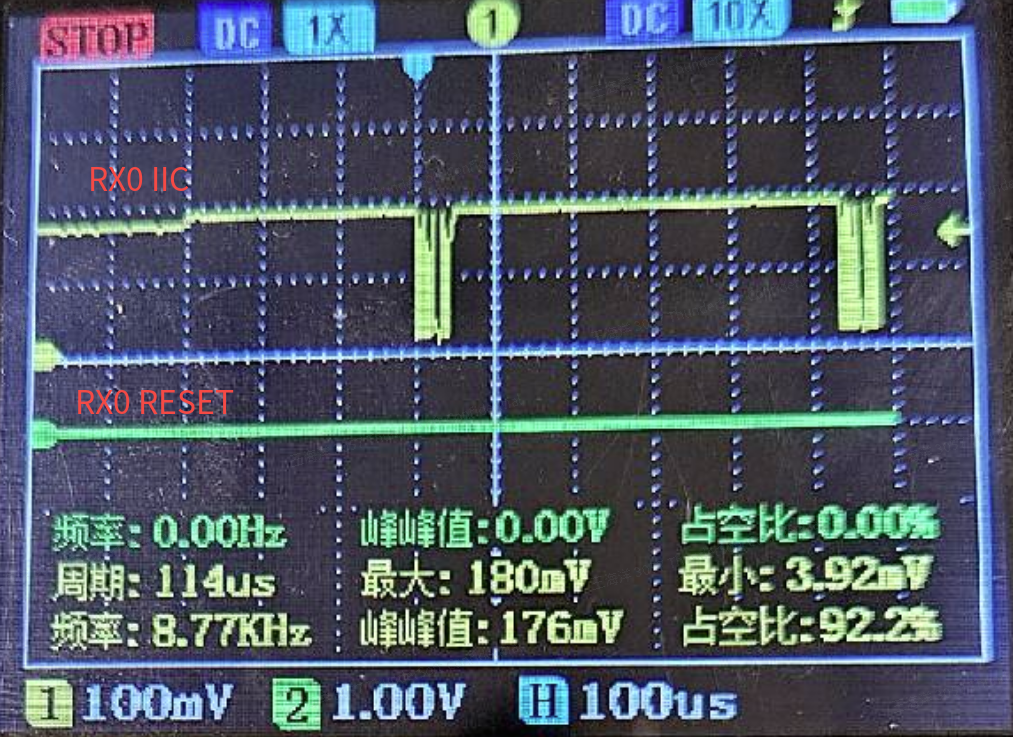 STOP DC 1X 1 DC 10X
RX0 IIC
RX0 RESET
频率:0.00Hz 峰峰值:0.00V 占空比:0.00%
周期:114us 最大:180mV 最小:3.92mV
频率:8.77KHz 峰峰值:176mV 占空比:92.2%
1 100mV 2 1.00V H 100us